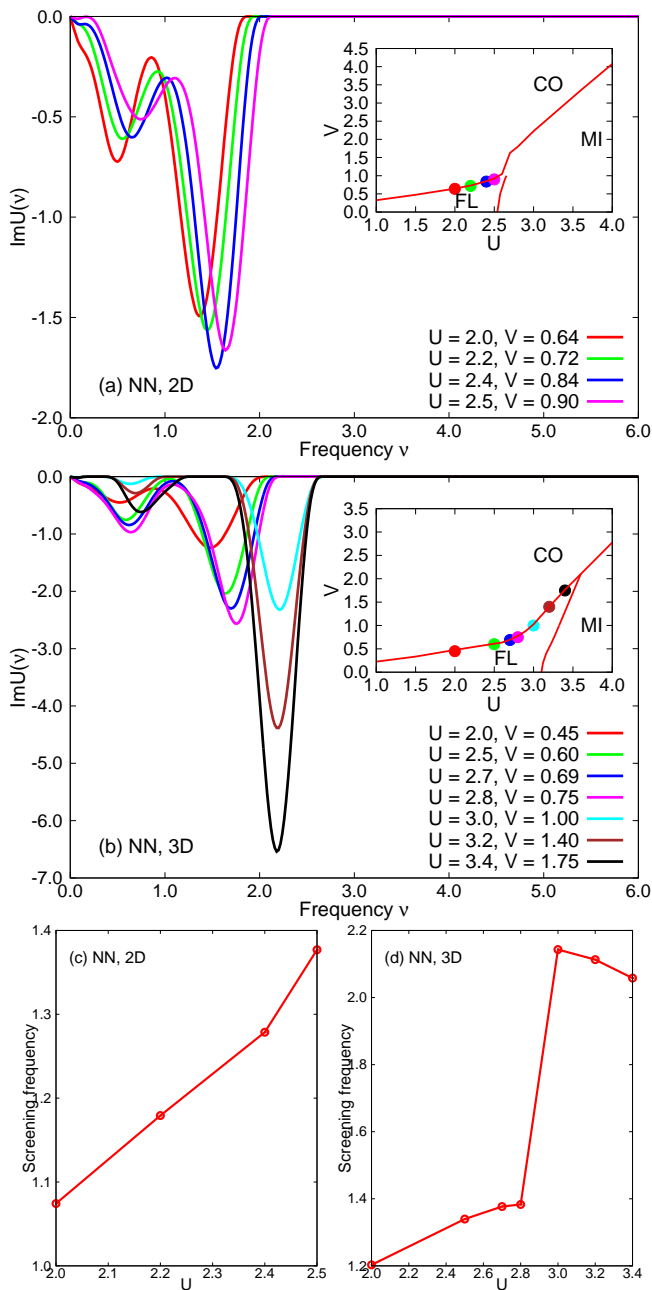 0.0
-0.5
-1.0
-1.5
-2.0
ImU(ν)
0.0 1.0 2.0 3.0 4.0 5.0 6.0
Frequency ν
(a) NN, 2D
4.5
4.0
3.5
3.0
2.5
2.0
1.5
1.0
0.5
0.0
V
1.0 1.5 2.0 2.5 3.0 3.5 4.0
U
CO
MI
FL
U = 2.0, V = 0.64
U = 2.2, V = 0.72
U = 2.4, V = 0.84
U = 2.5, V = 0.90
0.0
-1.0
-2.0
-3.0
-4.0
-5.0
-6.0
-7.0
ImU(ν)
0.0 1.0 2.0 3.0 4.0 5.0 6.0
Frequency ν
(b) NN, 3D
3.5
3.0
2.5
2.0
1.5
1.0
0.5
0.0
V
1.0 1.5 2.0 2.5 3.0 3.5 4.0
U
CO
MI
FL
U = 2.0, V = 0.45
U = 2.5, V = 0.60
U = 2.7, V = 0.69
U = 2.8, V = 0.75
U = 3.0, V = 1.00
U = 3.2, V = 1.40
U = 3.4, V = 1.75
1.4
1.3
1.2
1.1
1.0
Screening frequency
(c) NN, 2D
2.0 2.1 2.2 2.3 2.4 2.5
U
2.2
2.0
1.8
1.6
1.4
1.2
Screening frequency
(d) NN, 3D
2.0 2.2 2.4 2.6 2.8 3.0 3.2 3.4
U